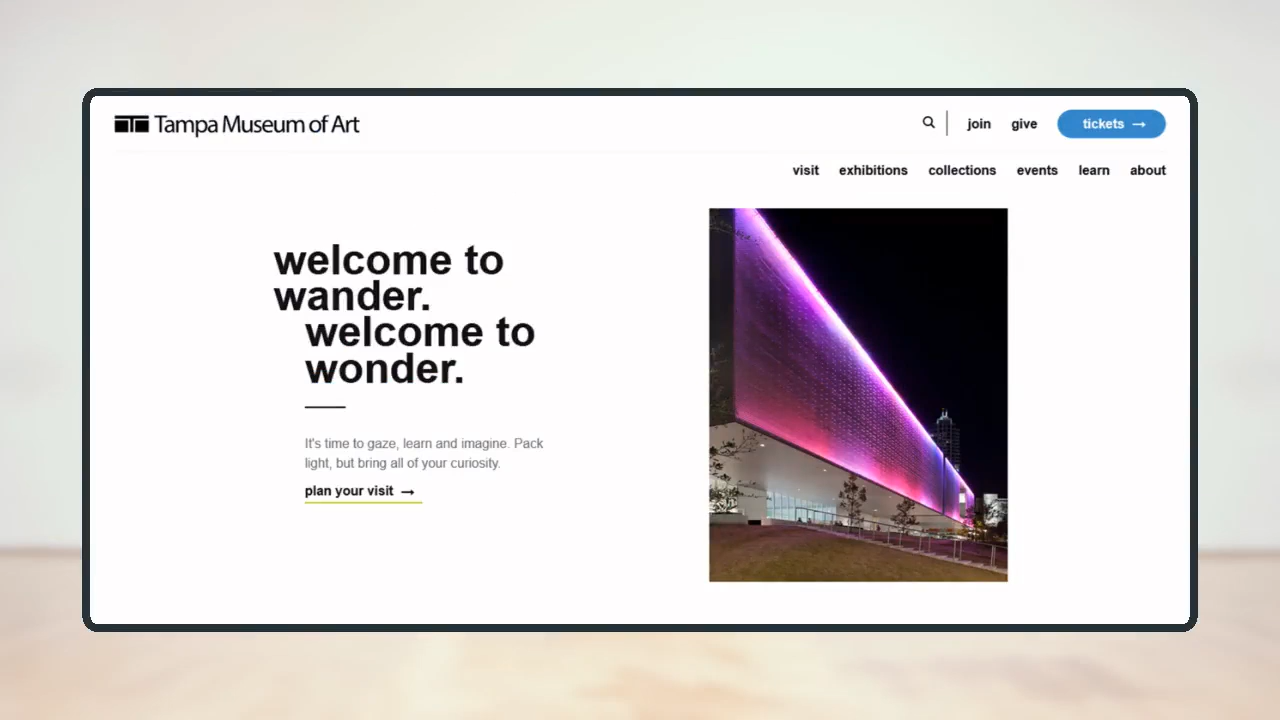 Tampa Museum of Art
join give tickets →
visit exhibitions collections events learn about
welcome to
wander.
welcome to
wonder.
It's time to gaze, learn and imagine. Pack
light, but bring all of your curiosity.
plan your visit →